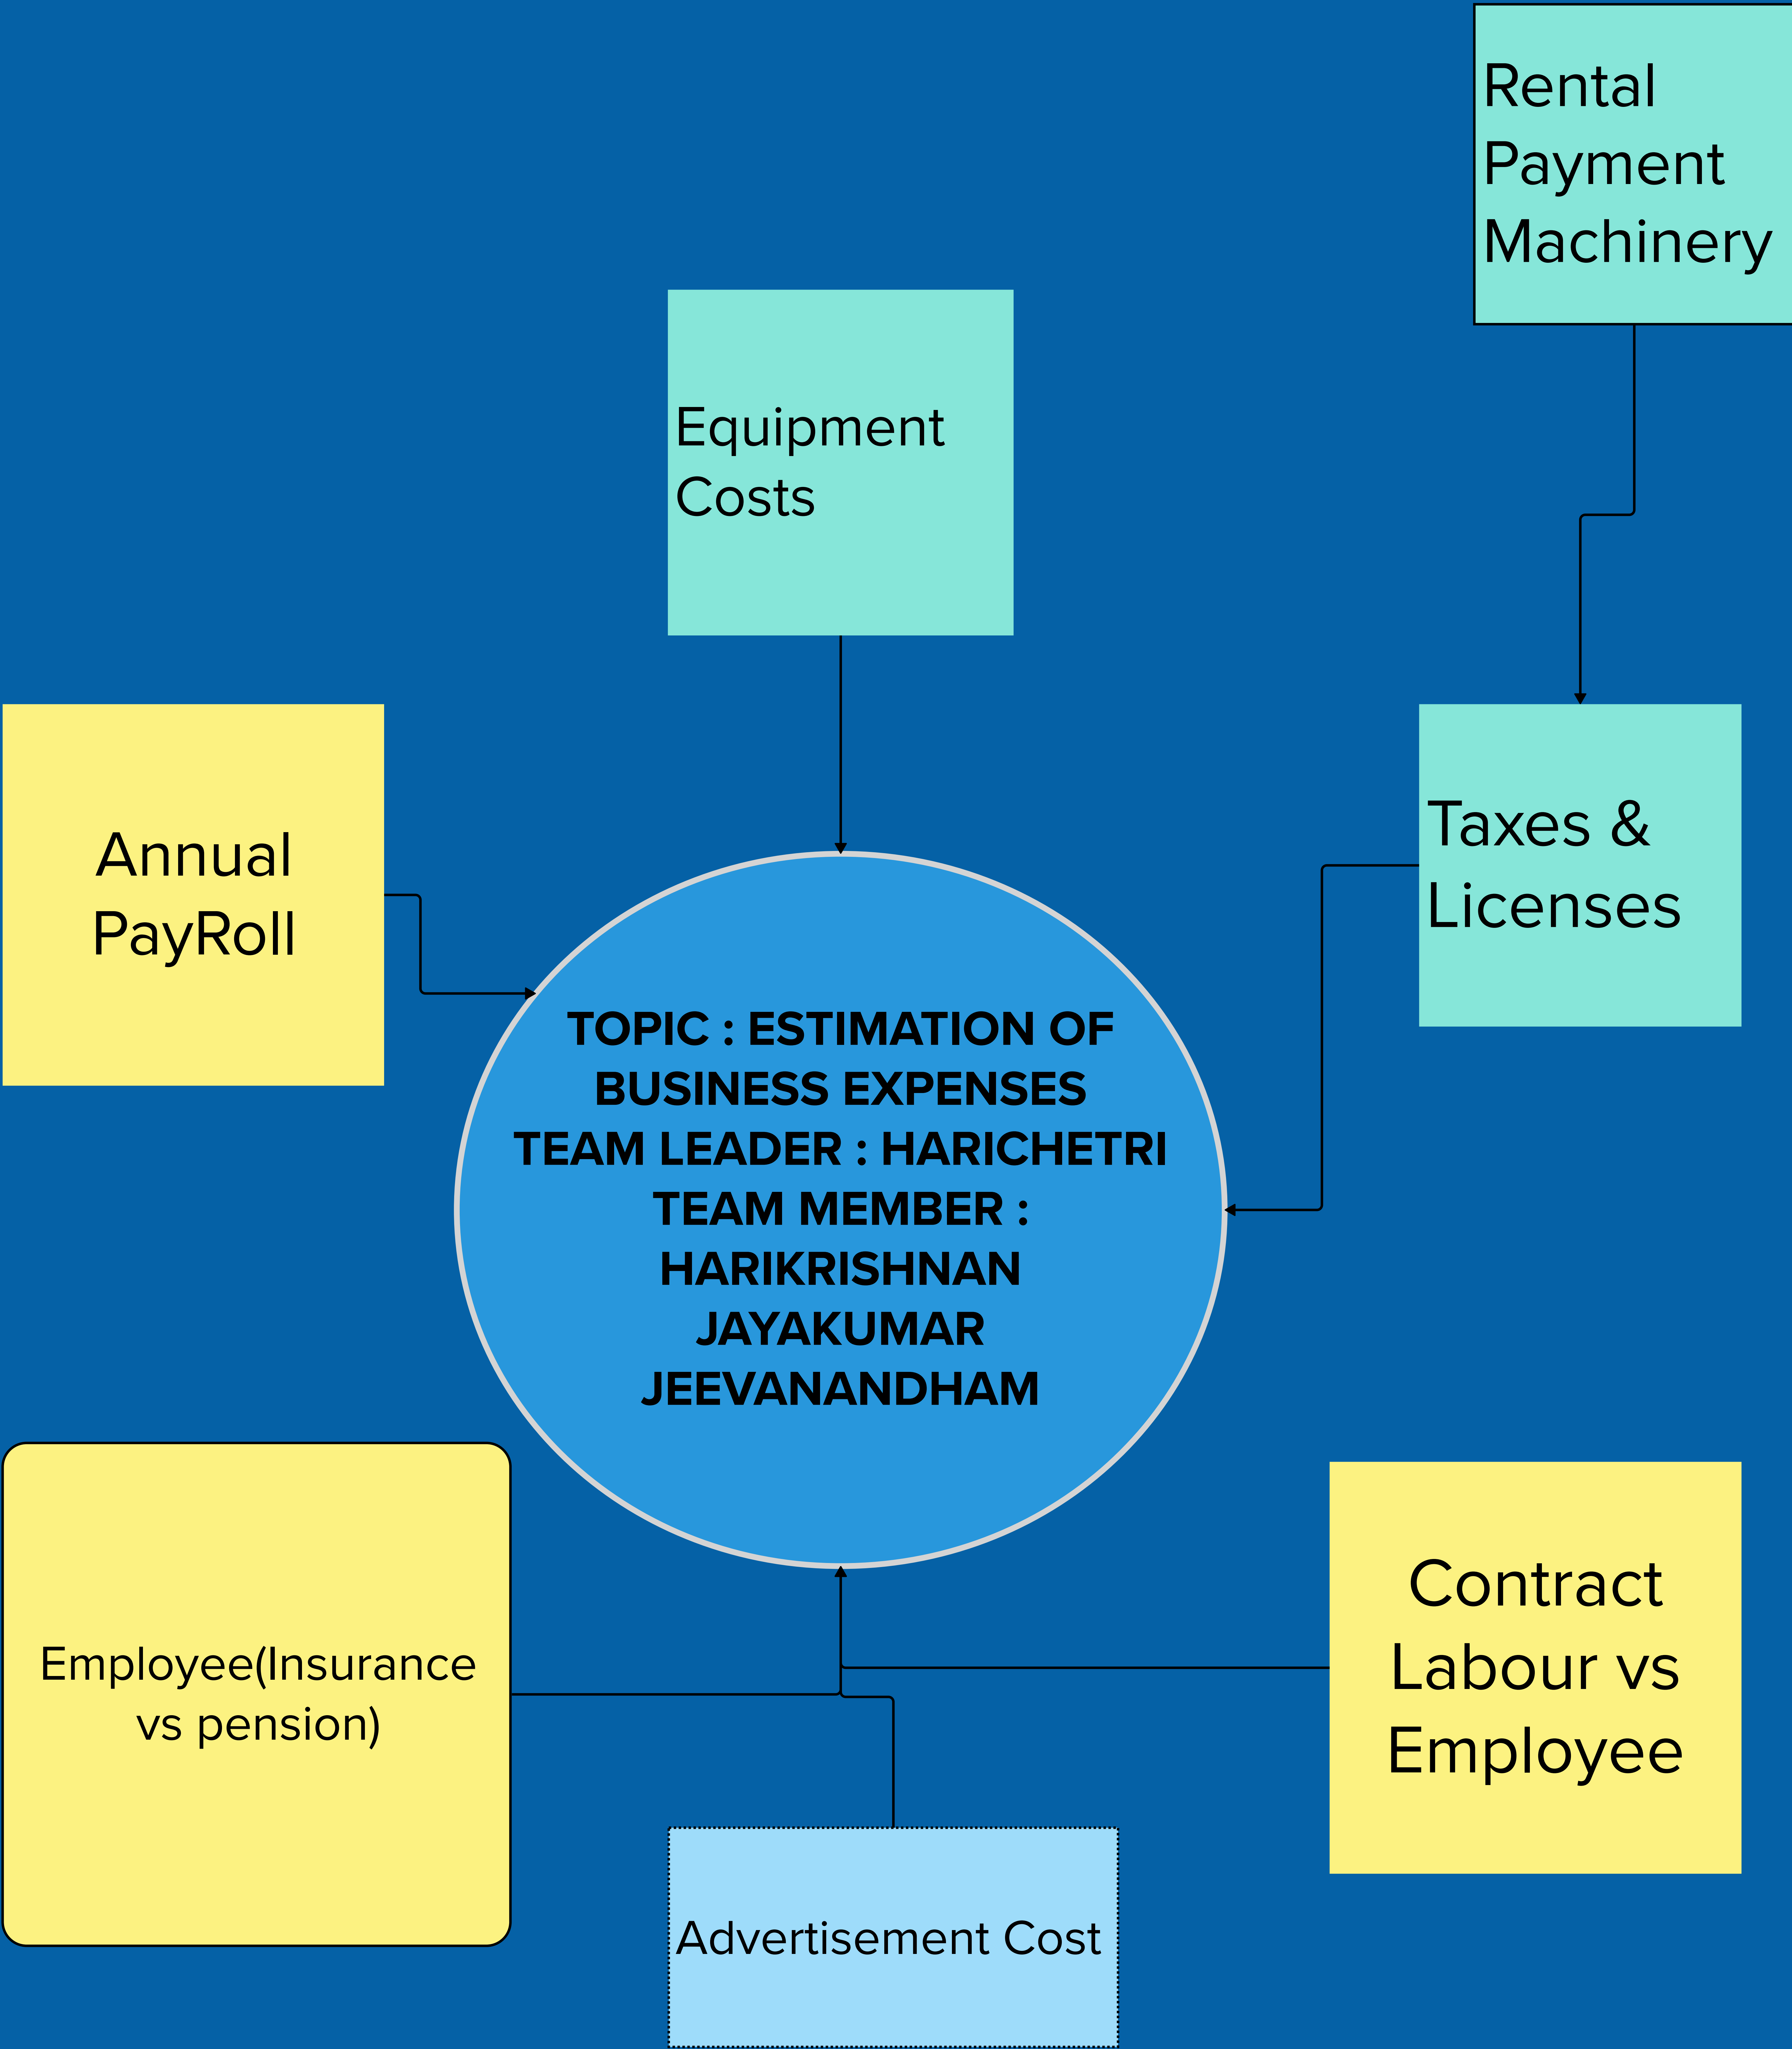 Rental
Payment
Machinery
Equipment
Costs
Annual
PayRoll
Taxes &
Licenses
TOPIC : ESTIMATION OF
BUSINESS EXPENSES
TEAM LEADER : HARICHETRI
TEAM MEMBER :
HARIKRISHNAN
JAYAKUMAR
JEEVANANDHAM
Employee(Insurance
vs pension)
Contract
Labour vs
Employee
Advertisement Cost